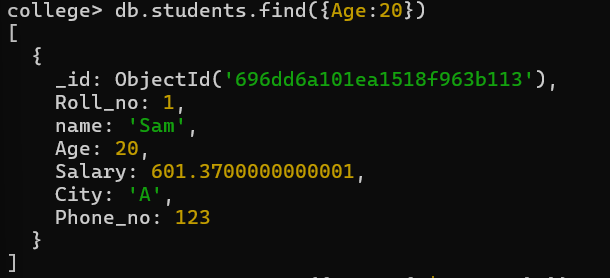 college> db.students.find({Age:20})
[
  {
    _id: ObjectId('696dd6a101ea1518f963b113'),
    Roll_no: 1,
    name: 'Sam',
    Age: 20,
    Salary: 601.3700000000001,
    City: 'A',
    Phone_no: 123
  }
]